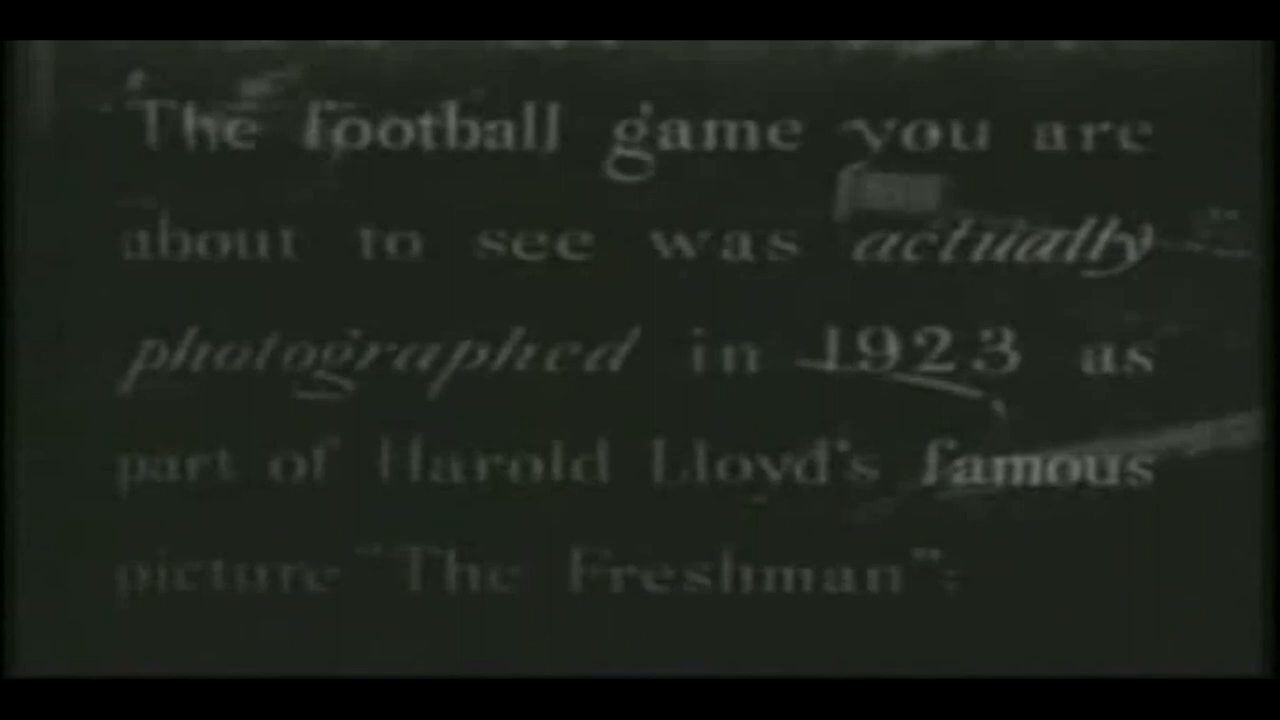 The football game you are
about to see was actually
photographed in 1923 as
part of Harold Lloyd's famous
picture "The Freshman":